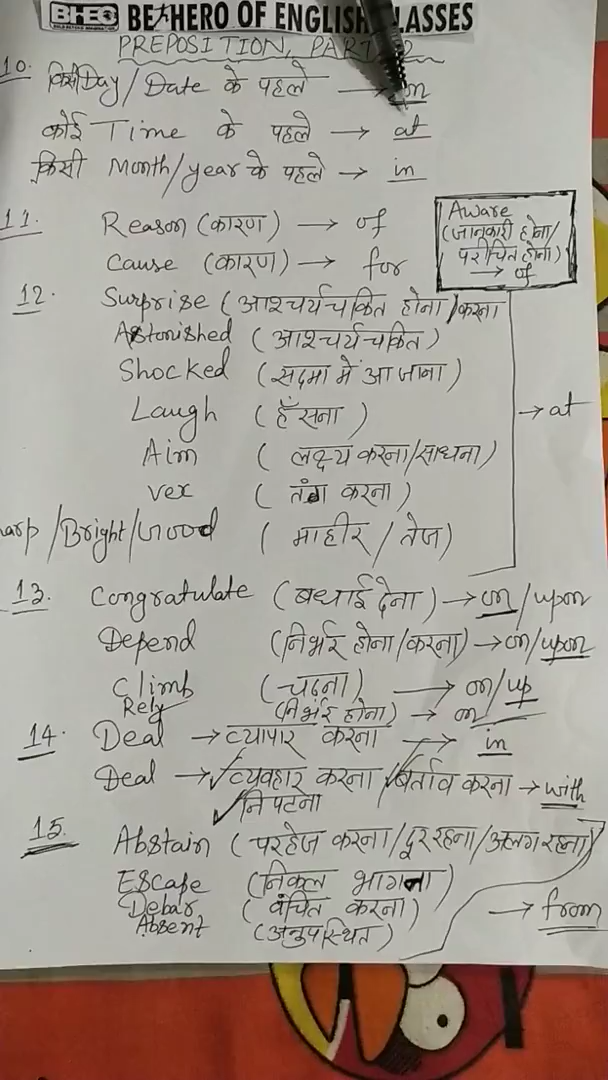 BHEO BE A HERO OF ENGLISH CLASSES
PREPOSITION, PART-2
10. किसी Day/Date के पहले → on
कोई Time के पहले → at
किसी Month/year के पहले → in
11. Reason (कारण) → of
Cause (कारण) → for
Aware
(जानकारी होना/
परीचित होना)
→ of
12. Surprise (आश्चर्यचकित होना/करना
Astonished (आश्चर्यचकित)
Shocked (सदमा में आ जाना)
Laugh (हँसना)
Aim (लक्ष्य करना/साधना)
vex (तंग करना)
arp/Bright/Good (माहीर/तेज)
→ at
13. Congratulate (बधाई देना) → on/upon
Depend (निर्भर होना/करना) → on/upon
Climb (चढना) → on/up
Rely (निर्भर होना) → on
14. Deal → व्यापार करना → in
Deal → व्यवहार करना/बर्ताव करना → with
निपटना
15. Abstain (परहेज करना/दूर रहना/अलग रहना)
Escape (निकल भागना)
Debar (वंचित करना)
Absent (अनुपस्थित)
→ from